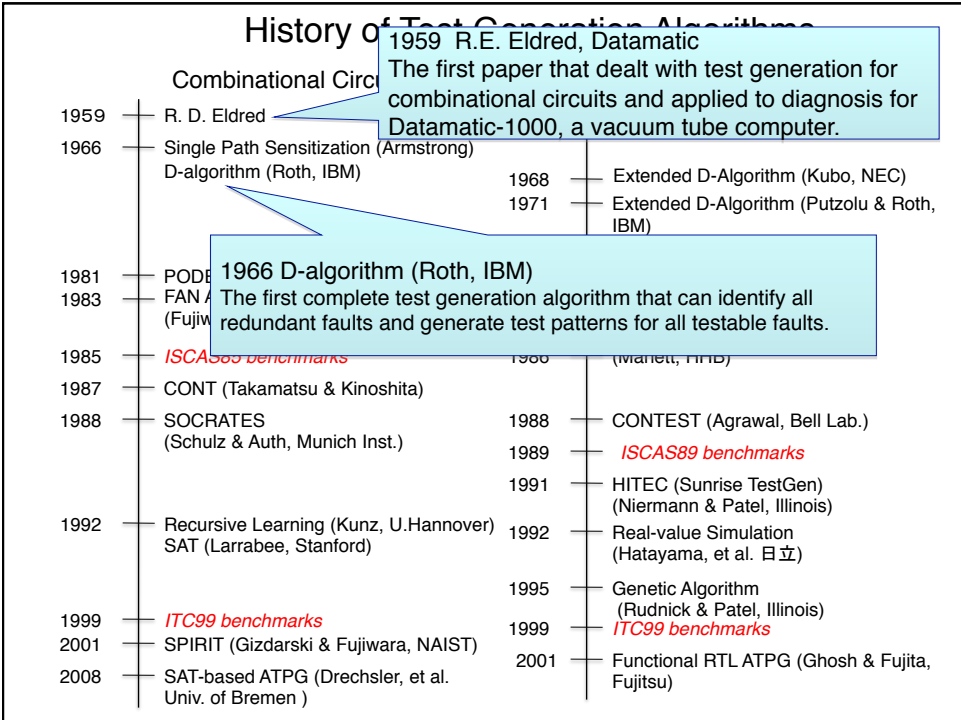 History of Test Generation Algorithms
1959 R.E. Eldred, Datamatic
The first paper that dealt with test generation for
combinational circuits and applied to diagnosis for
Datamatic-1000, a vacuum tube computer.
Combinational Circu
1959 R. D. Eldred
1966 Single Path Sensitization (Armstrong)
D-algorithm (Roth, IBM)
1966 D-algorithm (Roth, IBM)
The first complete test generation algorithm that can identify all
redundant faults and generate test patterns for all testable faults.
1981 PODE
1983 FAN A
(Fujiw
1985 ISCAS85 benchmarks
1987 CONT (Takamatsu & Kinoshita)
1988 SOCRATES
(Schulz & Auth, Munich Inst.)
1992 Recursive Learning (Kunz, U.Hannover)
SAT (Larrabee, Stanford)
1999 ITC99 benchmarks
2001 SPIRIT (Gizdarski & Fujiwara, NAIST)
2008 SAT-based ATPG (Drechsler, et al.
Univ. of Bremen )
1968 Extended D-Algorithm (Kubo, NEC)
1971 Extended D-Algorithm (Putzolu & Roth,
IBM)
1986 (Marlett, HHB)
1988 CONTEST (Agrawal, Bell Lab.)
1989 ISCAS89 benchmarks
1991 HITEC (Sunrise TestGen)
(Niermann & Patel, Illinois)
1992 Real-value Simulation
(Hatayama, et al. 日立)
1995 Genetic Algorithm
(Rudnick & Patel, Illinois)
1999 ITC99 benchmarks
2001 Functional RTL ATPG (Ghosh & Fujita,
Fujitsu)